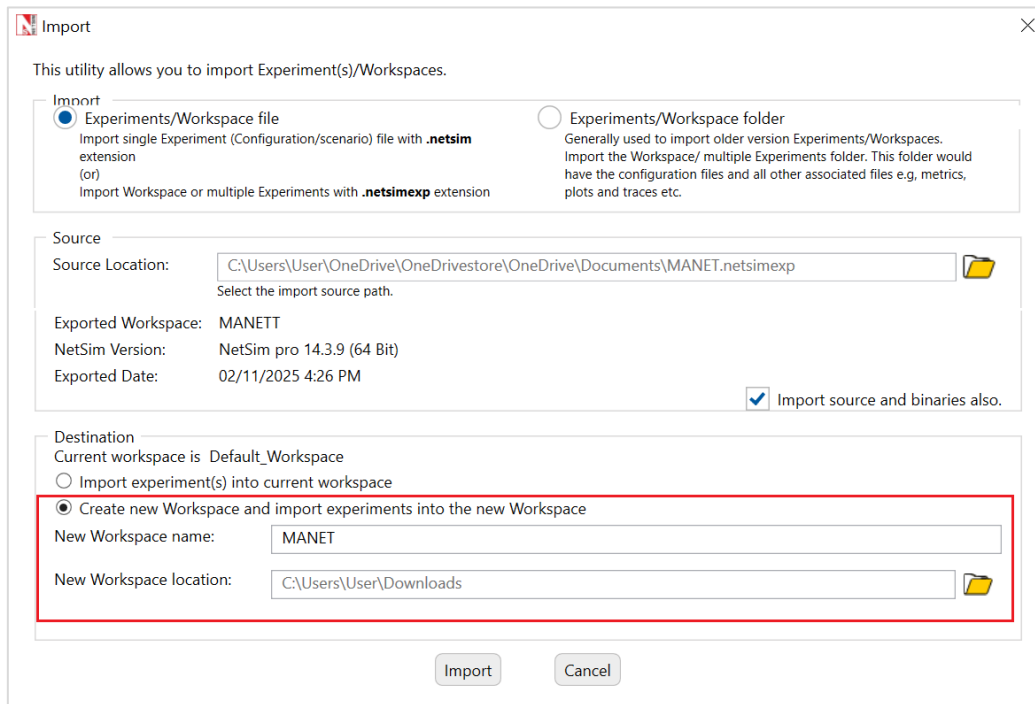 Import
This utility allows you to import Experiment(s)/Workspaces.
Import
Experiments/Workspace file
Import single Experiment (Configuration/scenario) file with .netsim
extension
(or)
Import Workspace or multiple Experiments with .netsimexp extension
Experiments/Workspace folder
Generally used to import older version Experiments/Workspaces.
Import the Workspace/ multiple Experiments folder. This folder would
have the configuration files and all other associated files e.g, metrics,
plots and traces etc.
Source
Source Location: C:\Users\User\OneDrive\OneDrivestore\OneDrive\Documents\MANET.netsimexp
Select the import source path.
Exported Workspace: MANETT
NetSim Version: NetSim pro 14.3.9 (64 Bit)
Exported Date: 02/11/2025 4:26 PM
Import source and binaries also.
Destination
Current workspace is Default_Workspace
Import experiment(s) into current workspace
Create new Workspace and import experiments into the new Workspace
New Workspace name: MANET
New Workspace location: C:\Users\User\Downloads
Import Cancel